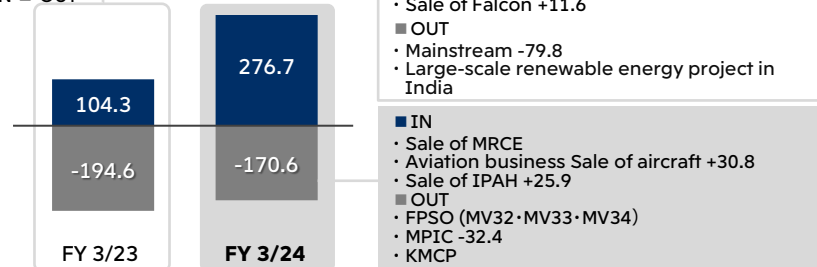 · Sale of Falcon +11.6
■ OUT
· Mainstream -79.8
· Large-scale renewable energy project in
India
104.3
-194.6
FY 3/23
276.7
-170.6
FY 3/24
■ IN
· Sale of MRCE
· Aviation business Sale of aircraft +30.8
· Sale of IPAH +25.9
■ OUT
· FPSO (MV32・MV33・MV34)
· MPIC -32.4
· KMCP